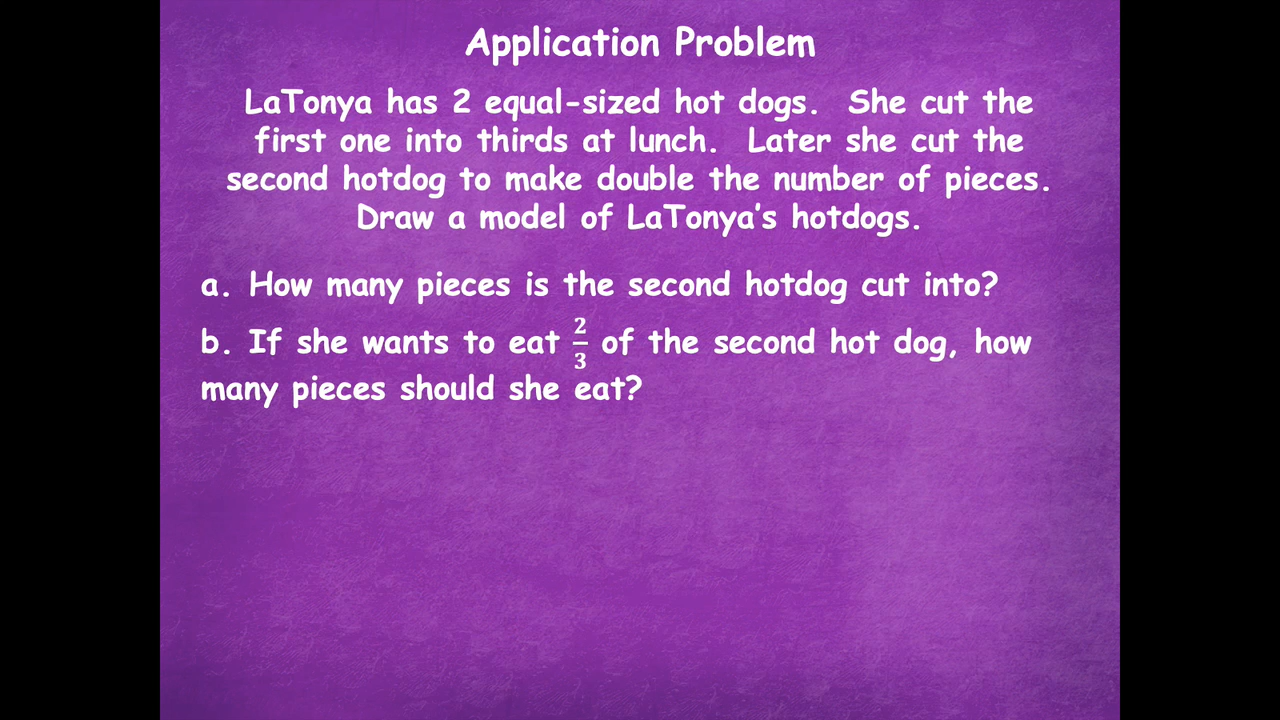 Application Problem
LaTonya has 2 equal-sized hot dogs.  She cut the
first one into thirds at lunch.  Later she cut the
second hotdog to make double the number of pieces.
Draw a model of LaTonya's hotdogs.
a. How many pieces is the second hotdog cut into?
b. If she wants to eat 2/3 of the second hot dog, how
many pieces should she eat?